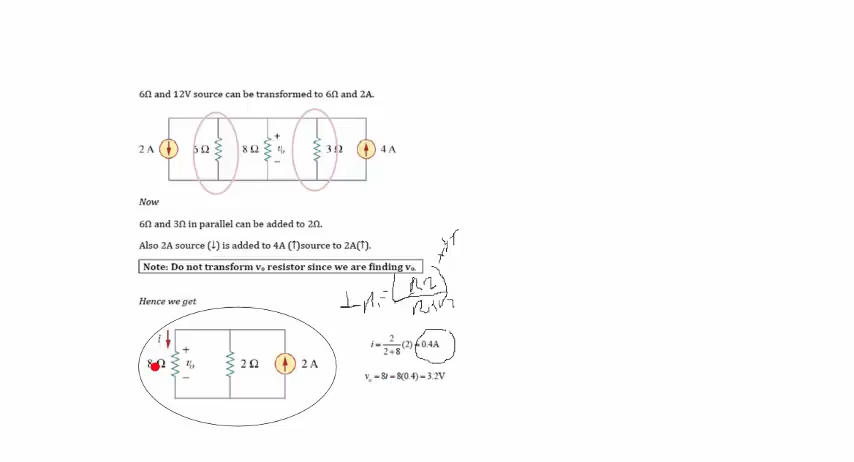 6Ω and 12V source can be transformed to 6Ω and 2A.
2 A 6 Ω 8 Ω + vo − 3 Ω 4 A
Now
6Ω and 3Ω in parallel can be added to 2Ω.
Also 2A source (↓) is added to 4A (↑)source to 2A(↑).
Note: Do not transform vo resistor since we are finding vo.
Hence we get
i + 8 Ω vo − 2 Ω 2 A
i = 2/(2+8) (2) = 0.4A
vo = 8i = 8(0.4) = 3.2V